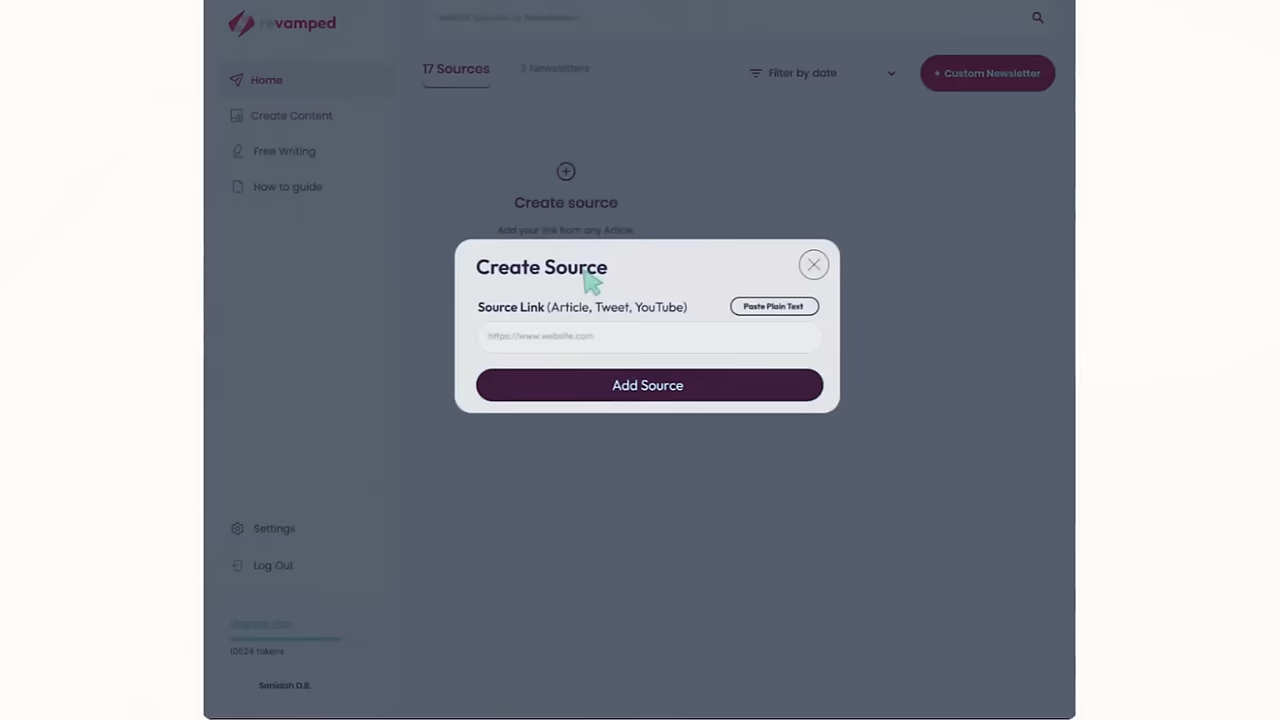 revamped
Home
Create Content
Free Writing
How to guide
Settings
Log Out
10524 tokens
Senidah D.B.
17 Sources
Newsletters
Filter by date
+ Custom Newsletter
Create source
Add your link from any Article,
Create Source
Source Link (Article, Tweet, YouTube)
Paste Plain Text
https://www.website.com
Add Source